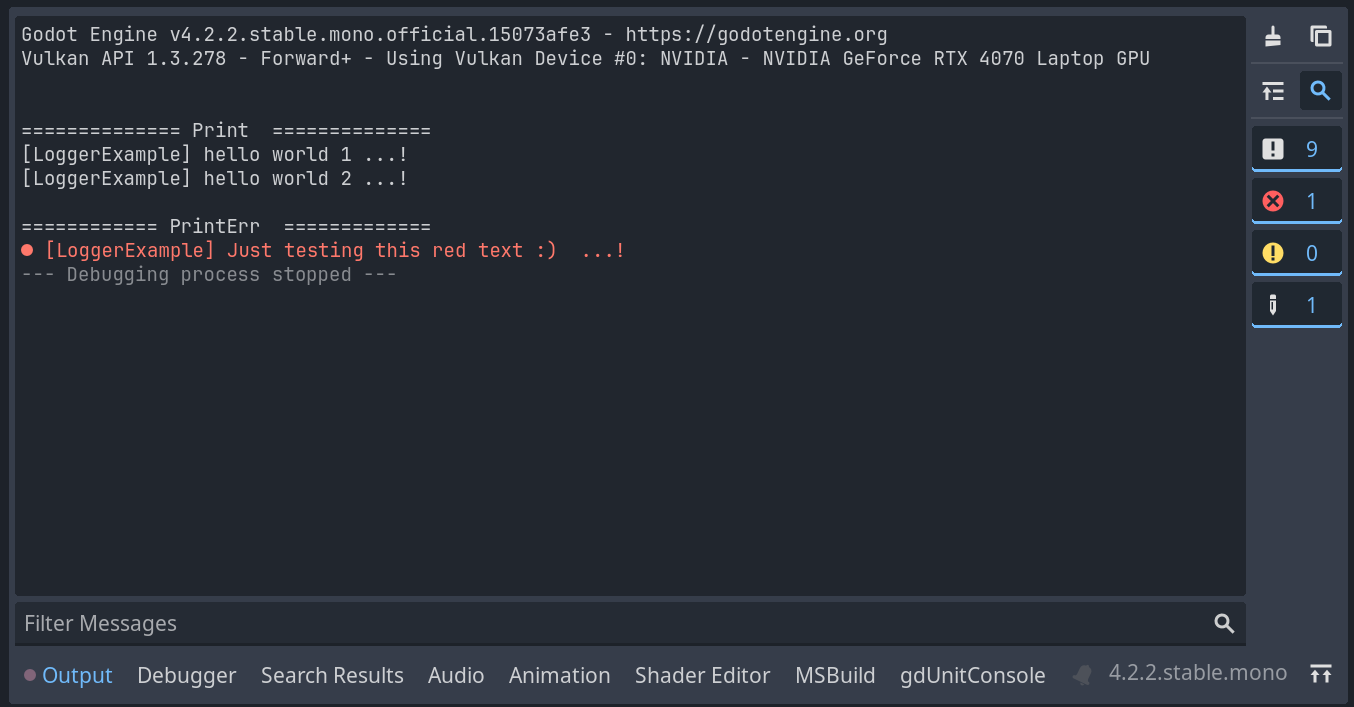 Godot Engine v4.2.2.stable.mono.official.15073afe3 - https://godotengine.org
Vulkan API 1.3.278 - Forward+ - Using Vulkan Device #0: NVIDIA - NVIDIA GeForce RTX 4070 Laptop GPU
============== Print  ==============
[LoggerExample] hello world 1 ...!
[LoggerExample] hello world 2 ...!
============ PrintErr  =============
[LoggerExample] Just testing this red text :)  ...!
--- Debugging process stopped ---
9
1
0
1
Filter Messages
Output Debugger Search Results Audio Animation Shader Editor MSBuild gdUnitConsole 4.2.2.stable.mono